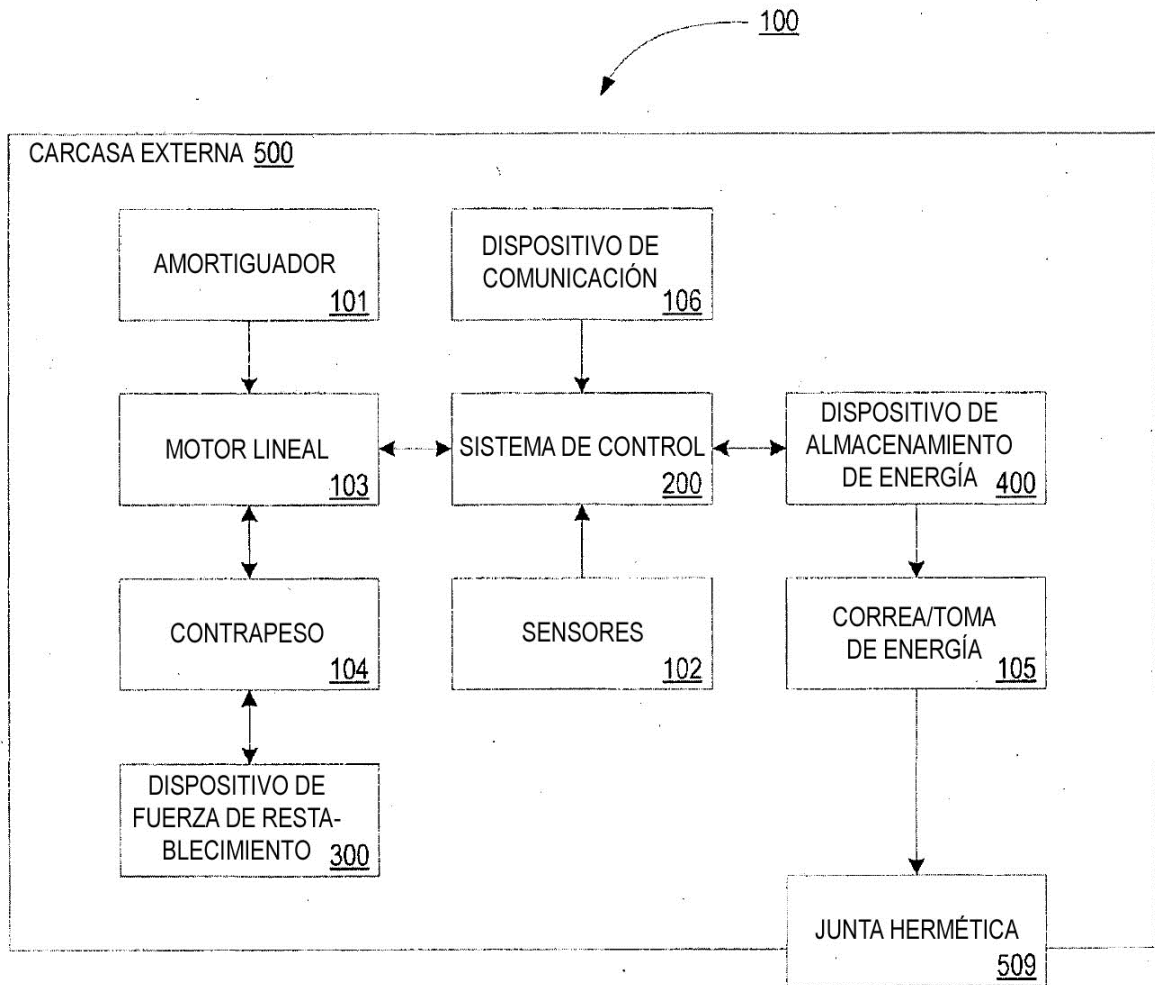 100
CARCASA EXTERNA 500
AMORTIGUADOR
101
DISPOSITIVO DE
COMUNICACIÓN
106
MOTOR LINEAL
103
SISTEMA DE CONTROL
200
DISPOSITIVO DE
ALMACENAMIENTO
DE ENERGÍA 400
CONTRAPESO
104
SENSORES
102
CORREA/TOMA
DE ENERGÍA
105
DISPOSITIVO DE
FUERZA DE RESTA-
BLECIMIENTO 300
JUNTA HERMÉTICA
509